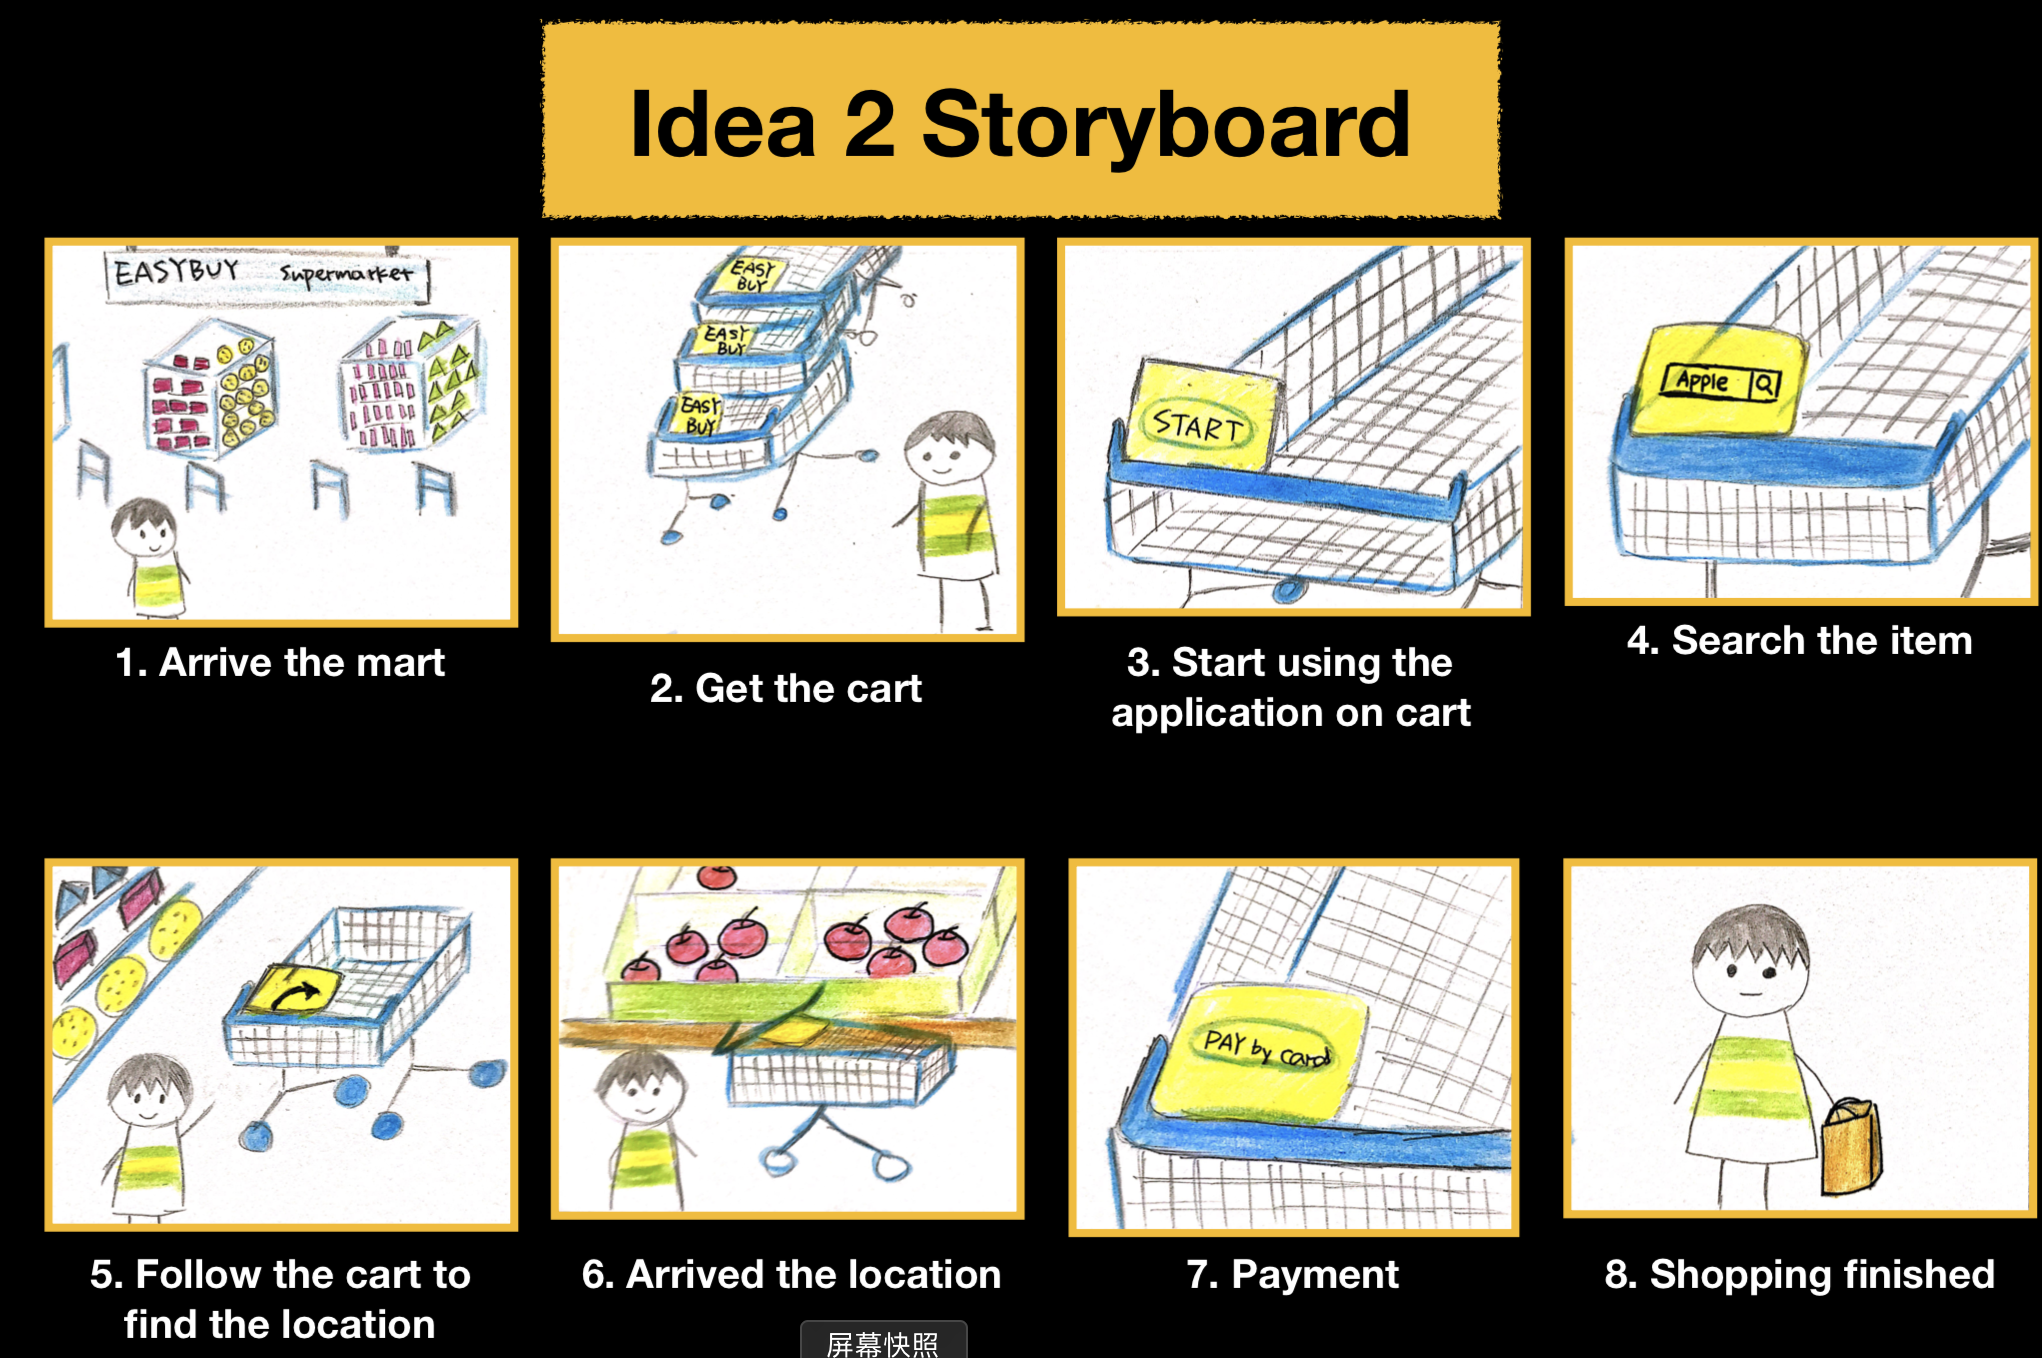 Idea 2 Storyboard
EASYBUY Supermarket
EASY
BUY
EASY
BUY
EASY
BUY
START
Apple
1. Arrive the mart
2. Get the cart
3. Start using the
application on cart
4. Search the item
PAY by card
5. Follow the cart to
find the location
6. Arrived the location
7. Payment
8. Shopping finished
屏幕快照